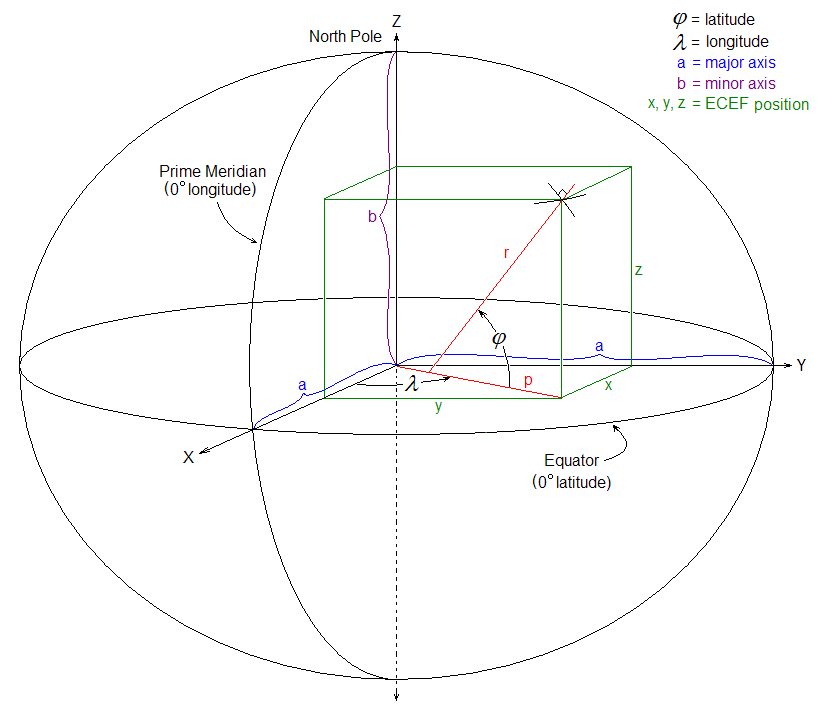 Z
North Pole
φ = latitude
λ = longitude
a = major axis
b = minor axis
x, y, z = ECEF position
Prime Meridian
(0° longitude)
b
r
z
φ
a
Y
a
λ
p
x
y
X
Equator
(0° latitude)